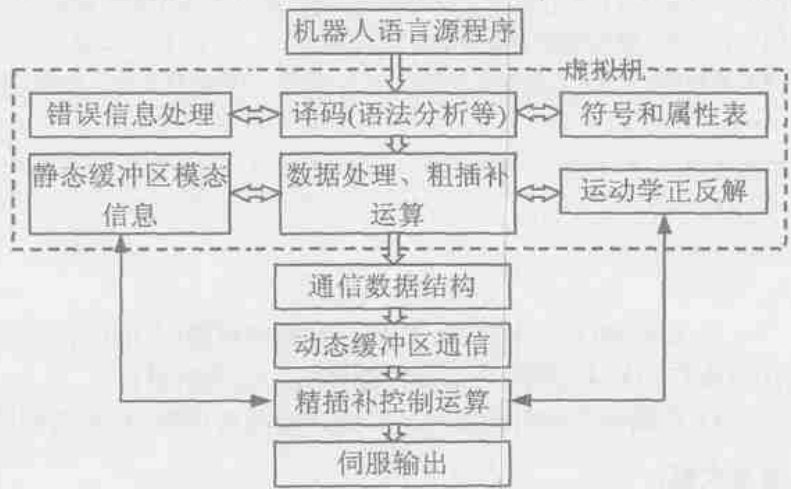 机器人语言源程序
虚拟机
错误信息处理
译码(语法分析等)
符号和属性表
静态缓冲区模态
信息
数据处理、粗插补
运算
运动学正反解
通信数据结构
动态缓冲区通信
精插补控制运算
伺服输出